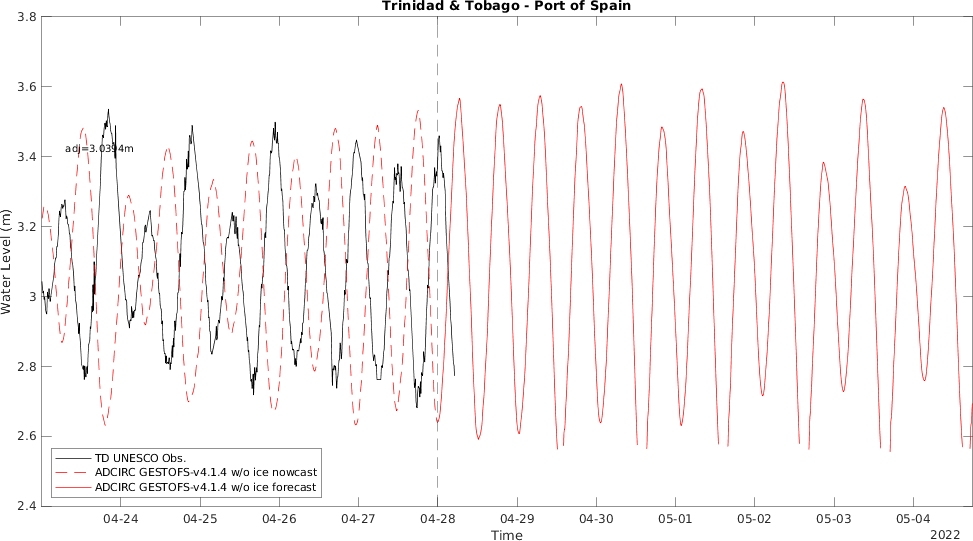 Trinidad & Tobago - Port of Spain
3.8
3.6
3.4
3.2
3
2.8
2.6
2.4
Water Level (m)
adj=3.0394m
TD UNESCO Obs.
ADCIRC GESTOFS-v4.1.4 w/o ice nowcast
ADCIRC GESTOFS-v4.1.4 w/o ice forecast
04-24 04-25 04-26 04-27 04-28 04-29 04-30 05-01 05-02 05-03 05-04
Time
2022